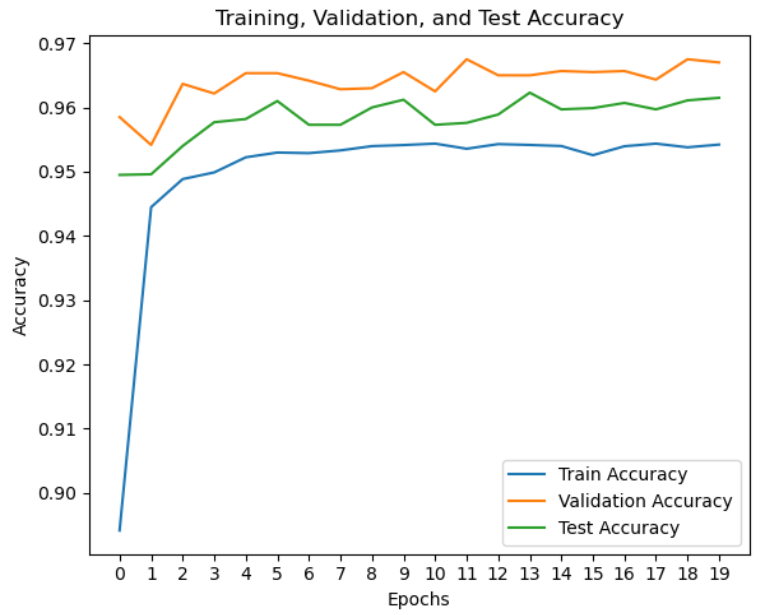 Training, Validation, and Test Accuracy
0.97
0.96
0.95
0.94
0.93
0.92
0.91
0.90
Accuracy
Train Accuracy
Validation Accuracy
Test Accuracy
0 1 2 3 4 5 6 7 8 9 10 11 12 13 14 15 16 17 18 19
Epochs